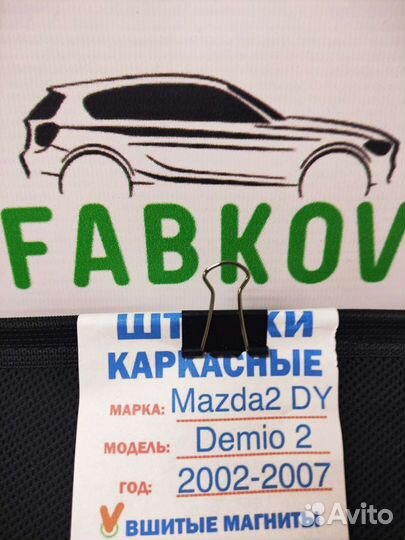 FABKOV
КАРКАСНЫЕ
МАРКА: Mazda2 DY
МОДЕЛЬ: Demio 2
ГОД: 2002-2007
ВШИТЫЕ МАГНИТЫ
Avito